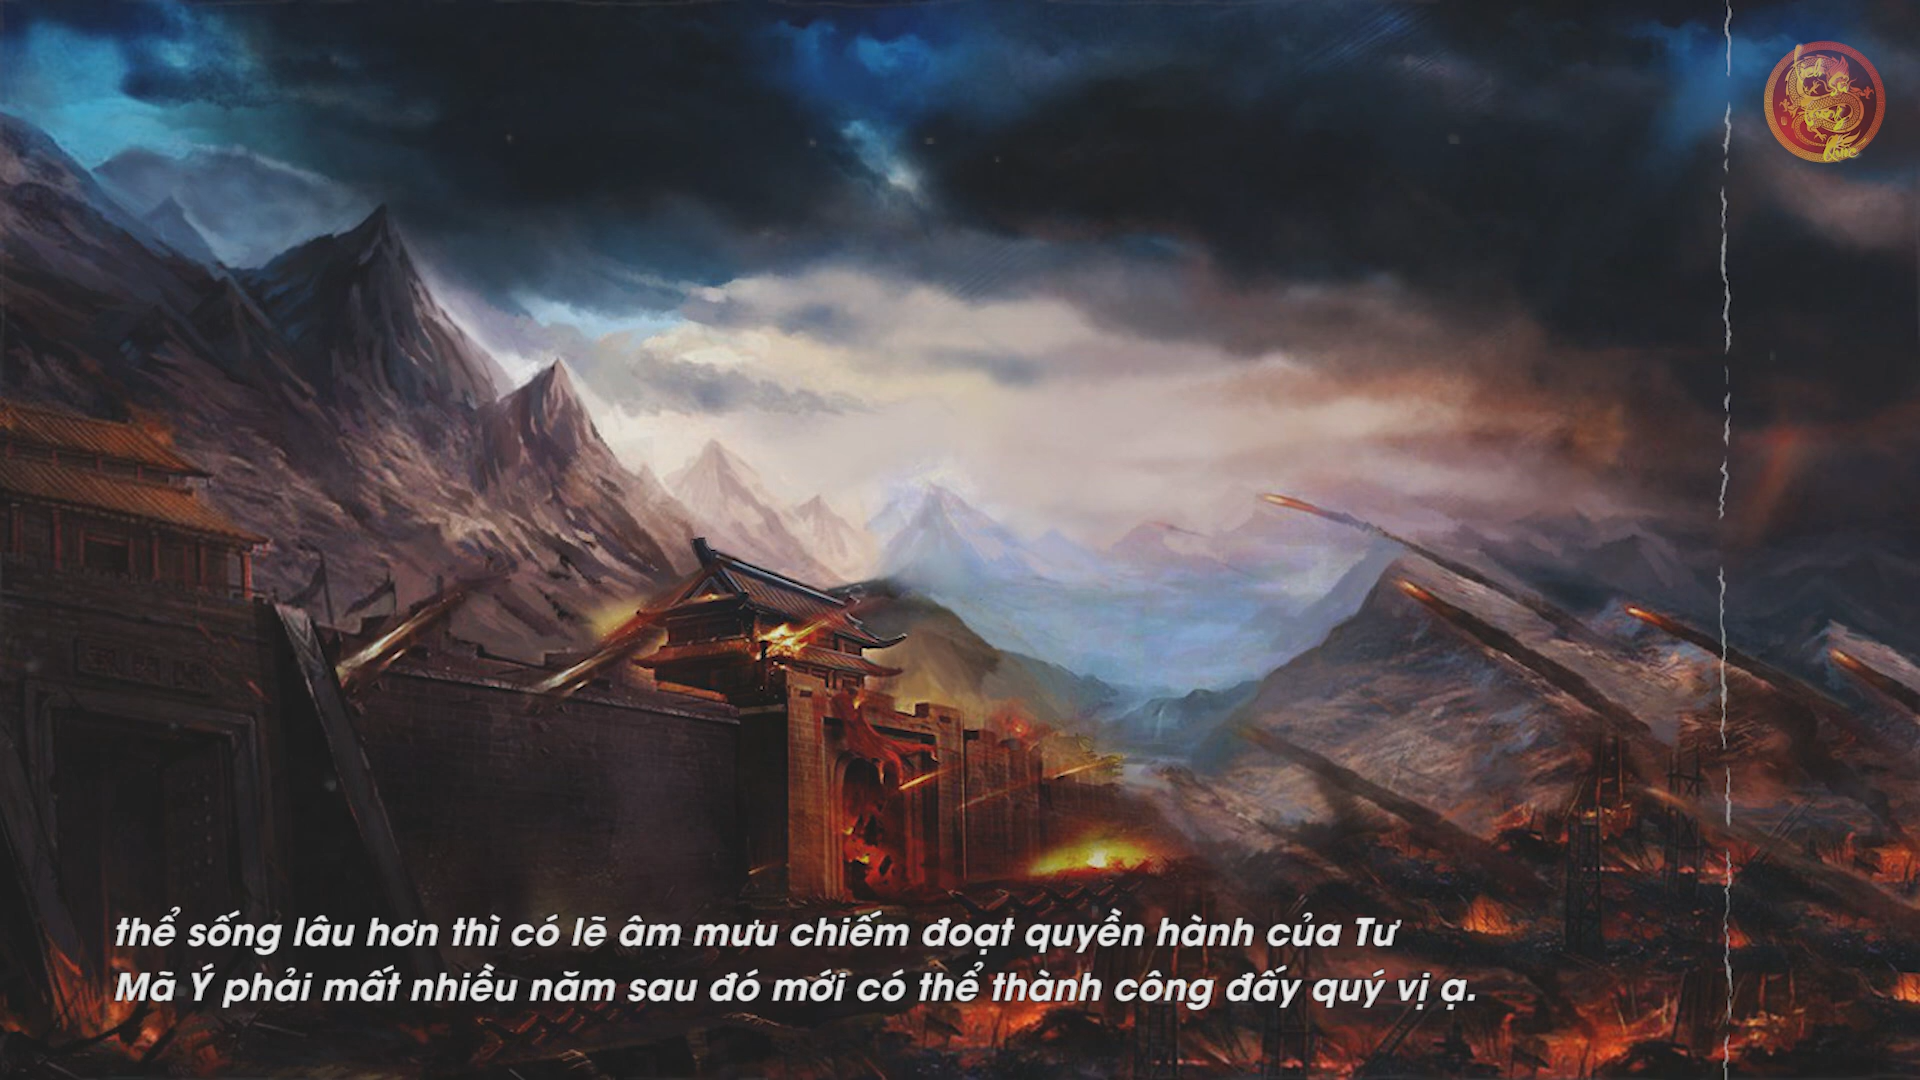 thể sống lâu hơn thì có lẽ âm mưu chiếm đoạt quyền hành của Tư
Mã Ý phải mất nhiều năm sau đó mới có thể thành công đấy quý vị ạ.